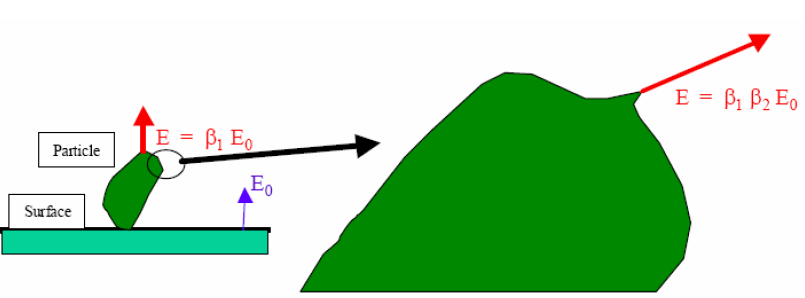 E = β₁ E₀
Particle
E₀
Surface
E = β₁ β₂ E₀